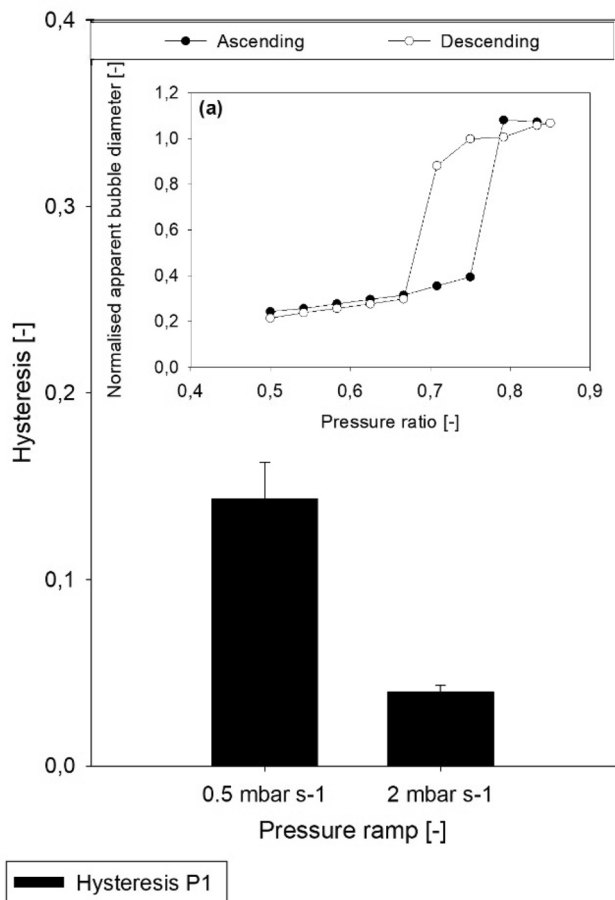 0,4
Ascending
Descending
Normalised apparent bubble diameter [-]
1,2
(a)
1,0
0,8
0,6
0,4
0,2
0,0
0,4
0,5
0,6
0,7
0,8
0,9
Pressure ratio [-]
0,3
Hysteresis [-]
0,2
0,1
0,0
0.5 mbar s-1
2 mbar s-1
Pressure ramp [-]
Hysteresis P1